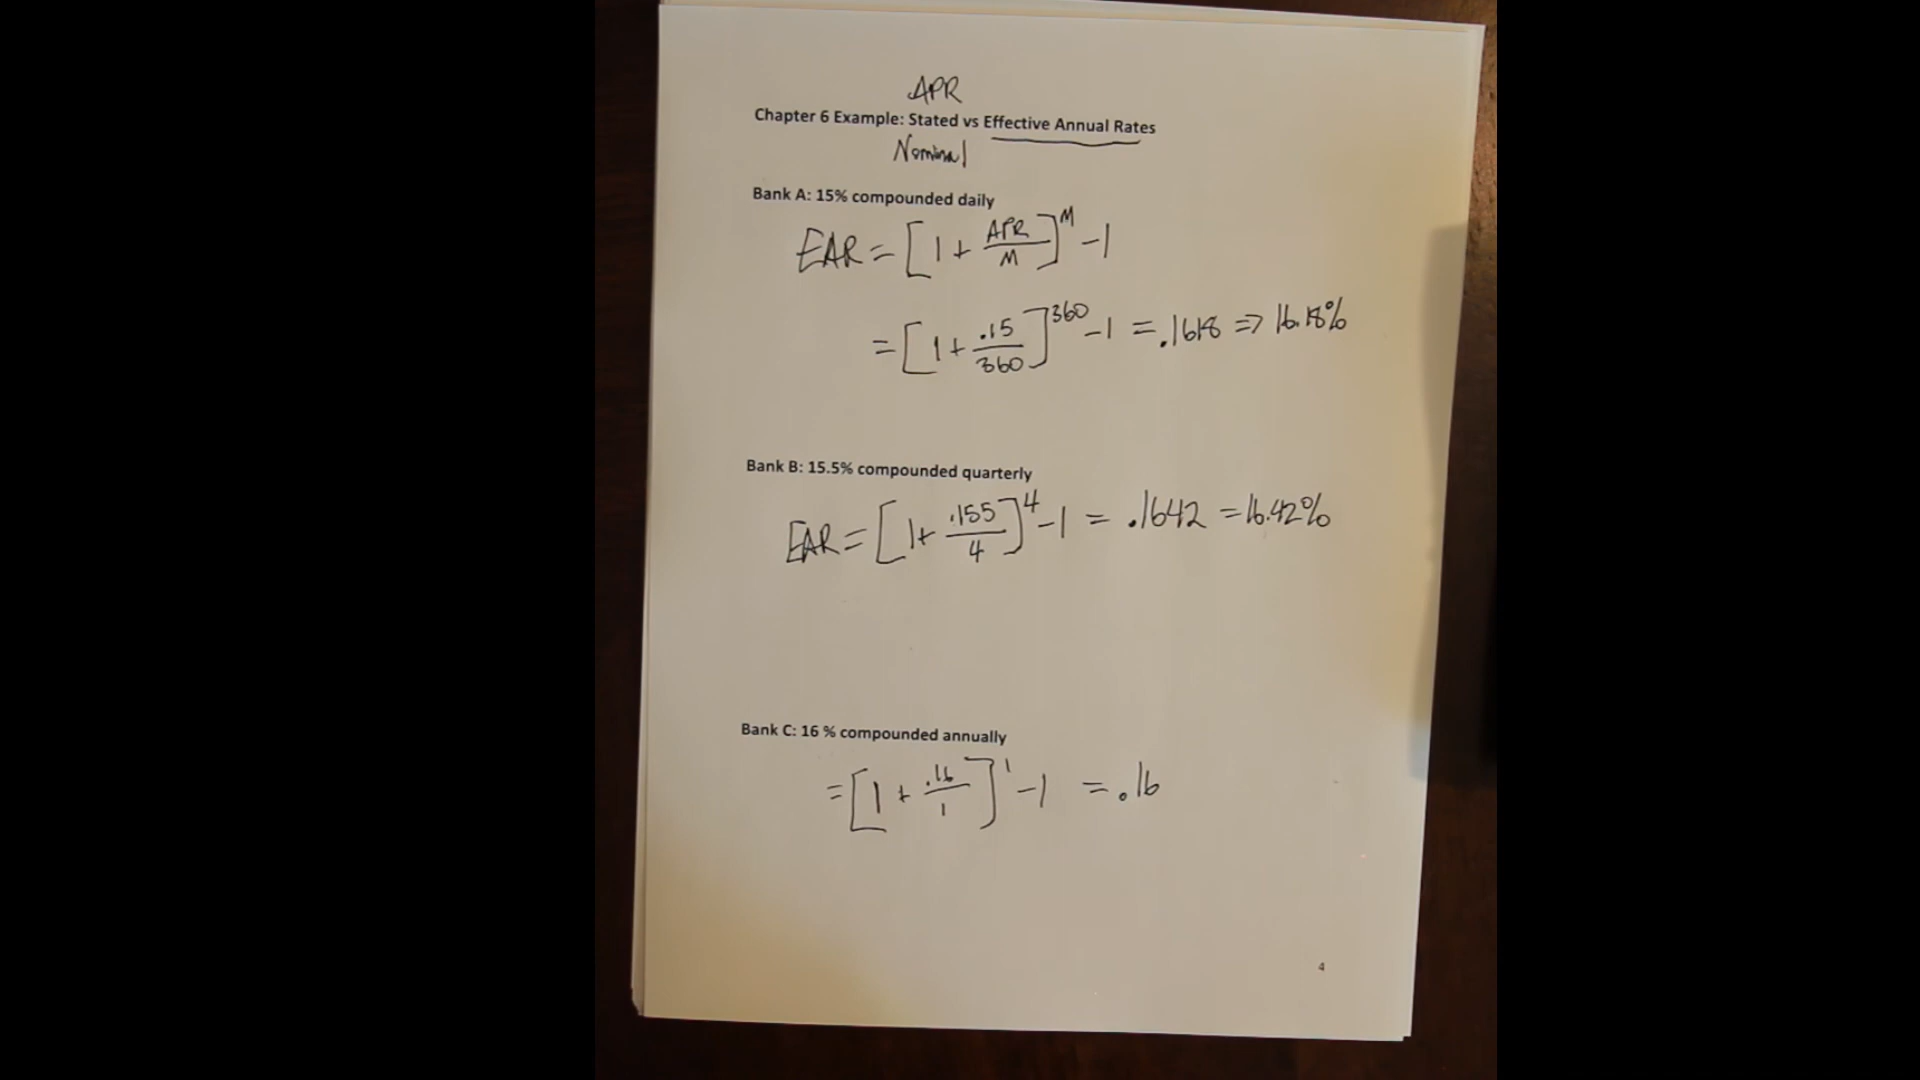 APR
Chapter 6 Example: Stated vs Effective Annual Rates
Nominal
Bank A: 15% compounded daily
EAR = [1 + APR/M]^M - 1
= [1 + .15/360]^360 - 1 = .1618 => 16.18%
Bank B: 15.5% compounded quarterly
EAR = [1 + .155/4]^4 - 1 = .1642 = 16.42%
Bank C: 16 % compounded annually
= [1 + .16/1]^1 - 1 = .16
4